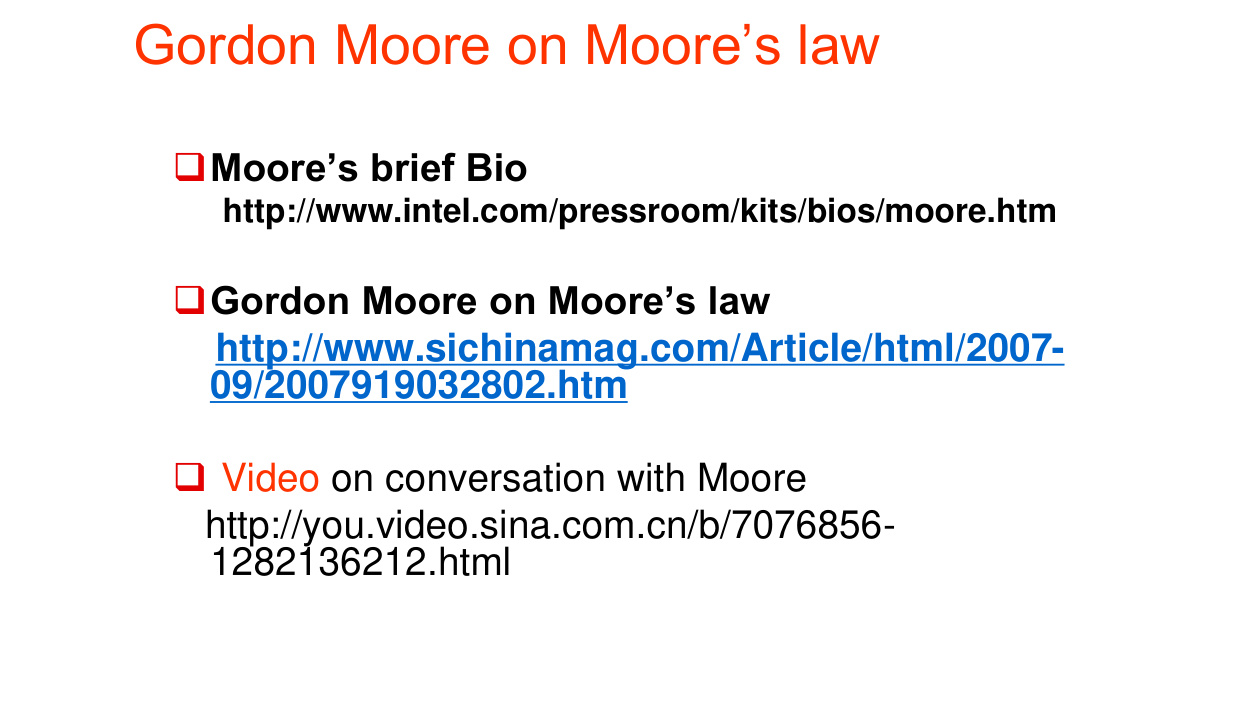 Gordon Moore on Moore’s law
Moore’s brief Bio
http://www.intel.com/pressroom/kits/bios/moore.htm
Gordon Moore on Moore’s law
http://www.sichinamag.com/Article/html/2007-
09/2007919032802.htm
Video on conversation with Moore
http://you.video.sina.com.cn/b/7076856-
1282136212.html